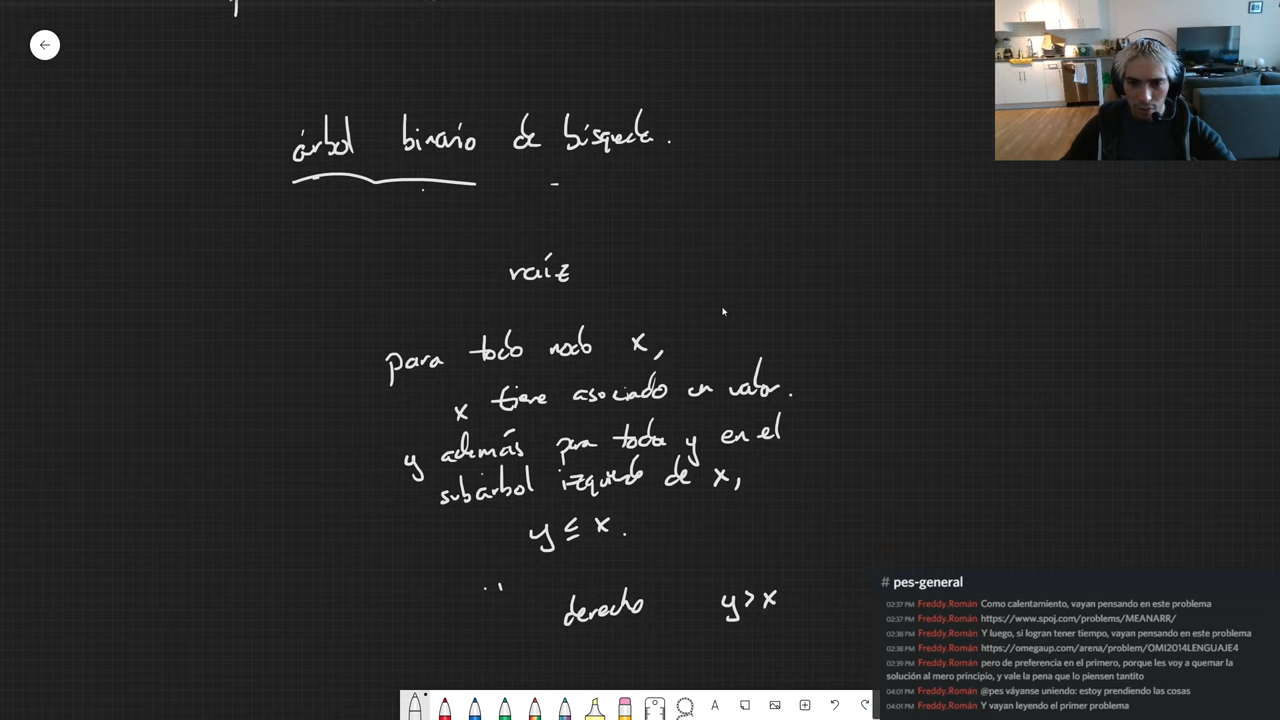 árbol binario de búsqueda.
raíz
para todo nodo x,
x tiene asociado un valor.
y además para todo y en el
subárbol izquierdo de x,
y ≤ x.
derecho y > x
# pes-general
02:37 PM Freddy.Román Como calentamiento, vayan pensando en este problema
02:37 PM Freddy.Román https://www.spoj.com/problems/MEANARR/
02:38 PM Freddy.Román Y luego, si logran tener tiempo, vayan pensando en este problema
02:38 PM Freddy.Román https://omegaup.com/arena/problem/OMI2014LENGUAJE4
02:39 PM Freddy.Román pero de preferencia en el primero, porque les voy a quemar la
solución al mero principio, y vale la pena que lo piensen tantito
04:01 PM Freddy.Román @pes váyanse uniendo: estoy prendiendo las cosas
04:01 PM Freddy.Román Y vayan leyendo el primer problema